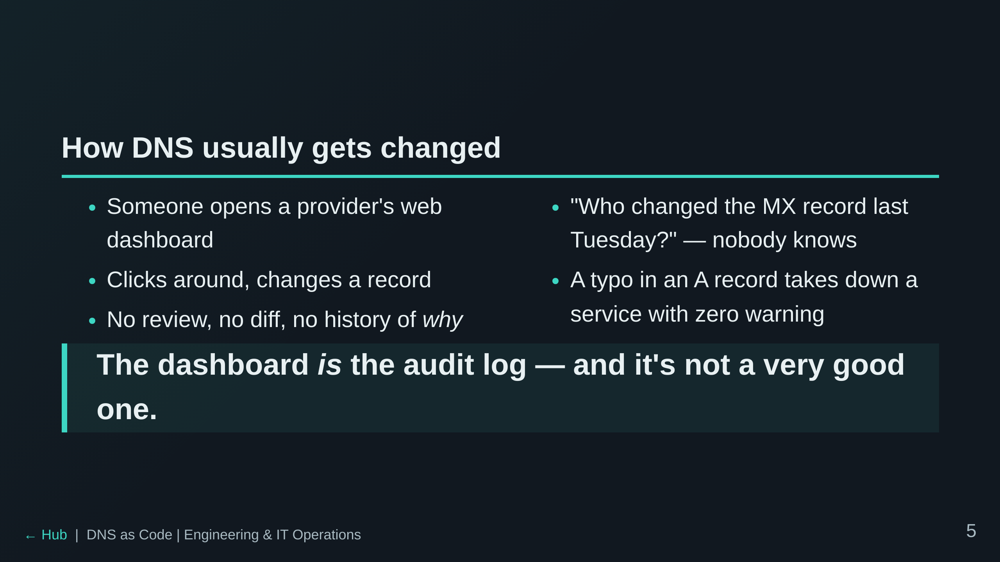 How DNS usually gets changed
• Someone opens a provider's web
dashboard
• Clicks around, changes a record
• No review, no diff, no history of why
• "Who changed the MX record last
Tuesday?" — nobody knows
• A typo in an A record takes down a
service with zero warning
The dashboard is the audit log — and it's not a very good
one.
← Hub | DNS as Code | Engineering & IT Operations
5